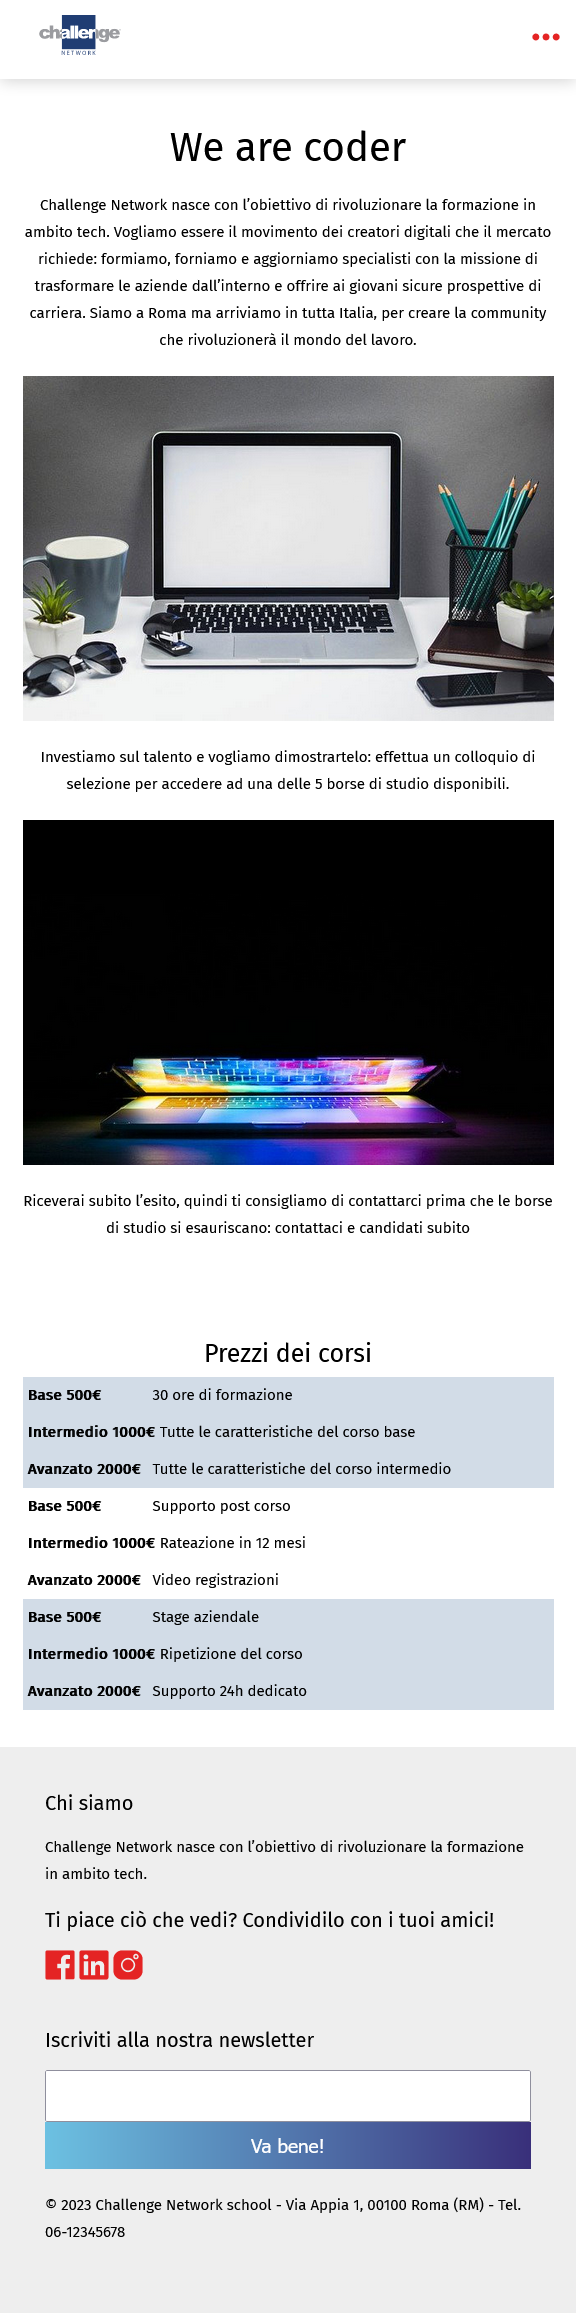 challenge
NETWORK
We are coder
Challenge Network nasce con l’obiettivo di rivoluzionare la formazione in
ambito tech. Vogliamo essere il movimento dei creatori digitali che il mercato
richiede: formiamo, forniamo e aggiorniamo specialisti con la missione di
trasformare le aziende dall’interno e offrire ai giovani sicure prospettive di
carriera. Siamo a Roma ma arriviamo in tutta Italia, per creare la community
che rivoluzionerà il mondo del lavoro.
Investiamo sul talento e vogliamo dimostrartelo: effettua un colloquio di
selezione per accedere ad una delle 5 borse di studio disponibili.
Riceverai subito l’esito, quindi ti consigliamo di contattarci prima che le borse
di studio si esauriscano: contattaci e candidati subito
Prezzi dei corsi
Base 500€ 30 ore di formazione
Intermedio 1000€ Tutte le caratteristiche del corso base
Avanzato 2000€ Tutte le caratteristiche del corso intermedio
Base 500€ Supporto post corso
Intermedio 1000€ Rateazione in 12 mesi
Avanzato 2000€ Video registrazioni
Base 500€ Stage aziendale
Intermedio 1000€ Ripetizione del corso
Avanzato 2000€ Supporto 24h dedicato
Chi siamo
Challenge Network nasce con l’obiettivo di rivoluzionare la formazione
in ambito tech.
Ti piace ciò che vedi? Condividilo con i tuoi amici!
Iscriviti alla nostra newsletter
Va bene!
© 2023 Challenge Network school - Via Appia 1, 00100 Roma (RM) - Tel.
06-12345678